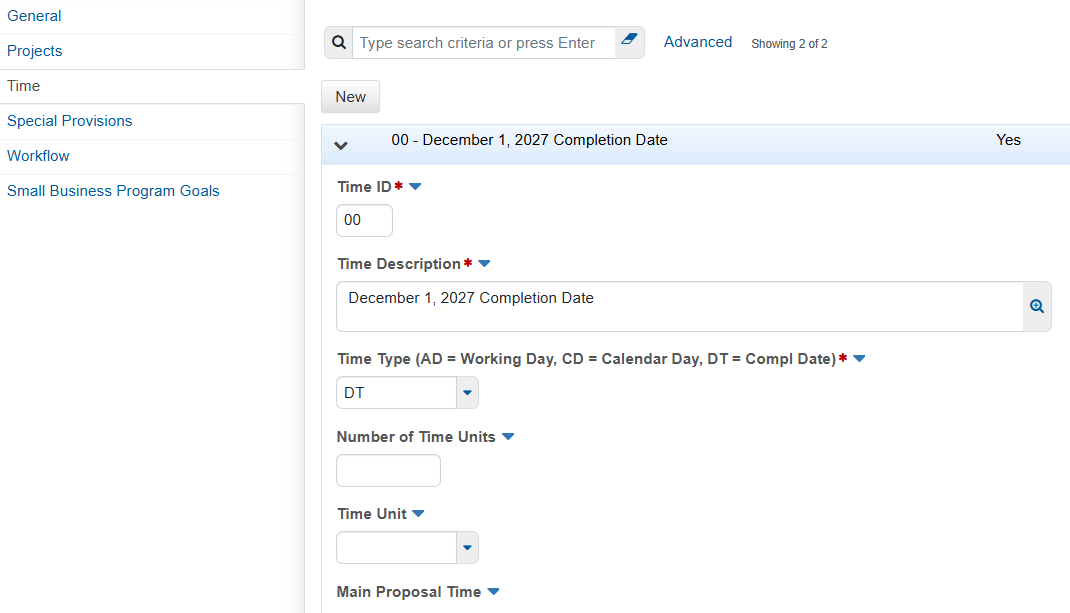 General
Projects
Time
Special Provisions
Workflow
Small Business Program Goals
Type search criteria or press Enter
Advanced
Showing 2 of 2
New
00 - December 1, 2027 Completion Date
Yes
Time ID*
00
Time Description*
December 1, 2027 Completion Date
Time Type (AD = Working Day, CD = Calendar Day, DT = Compl Date)*
DT
Number of Time Units
Time Unit
Main Proposal Time